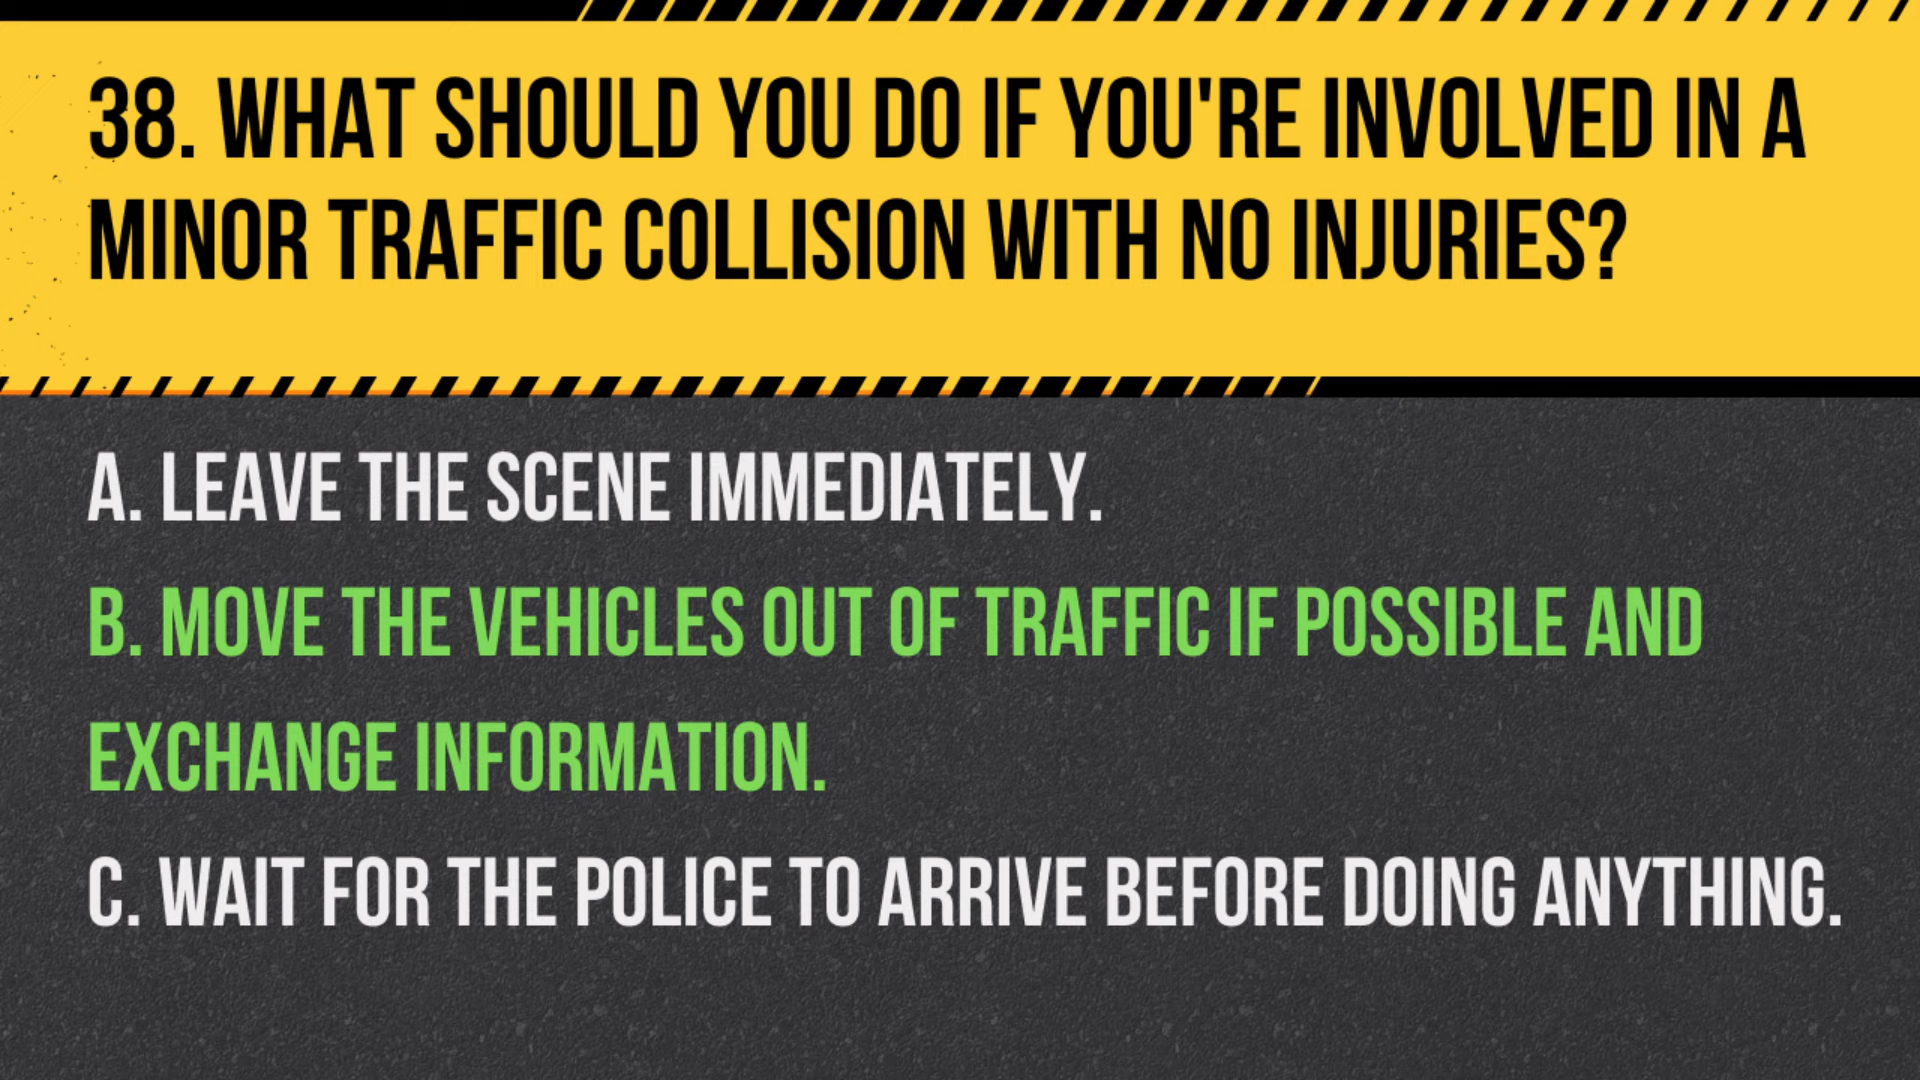 38. WHAT SHOULD YOU DO IF YOU'RE INVOLVED IN A
MINOR TRAFFIC COLLISION WITH NO INJURIES?
A. LEAVE THE SCENE IMMEDIATELY.
B. MOVE THE VEHICLES OUT OF TRAFFIC IF POSSIBLE AND
EXCHANGE INFORMATION.
C. WAIT FOR THE POLICE TO ARRIVE BEFORE DOING ANYTHING.